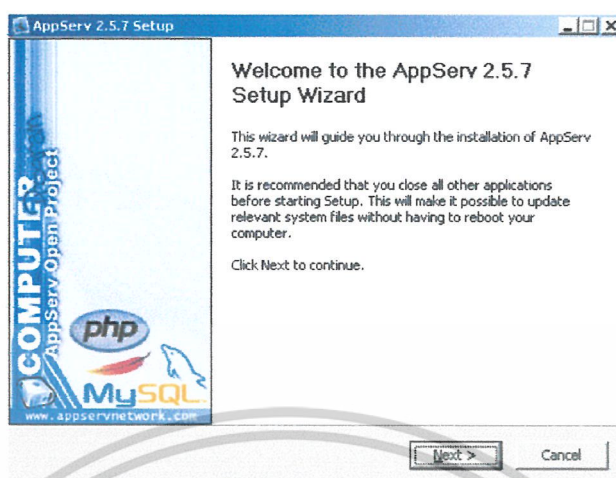 AppServ 2.5.7 Setup
Welcome to the AppServ 2.5.7
Setup Wizard
This wizard will guide you through the installation of AppServ
2.5.7.
It is recommended that you close all other applications
before starting Setup. This will make it possible to update
relevant system files without having to reboot your
computer.
Click Next to continue.
COMPUTER
AppServ Open Project
php
MySQL
www.appservnetwork.com
Next >
Cancel